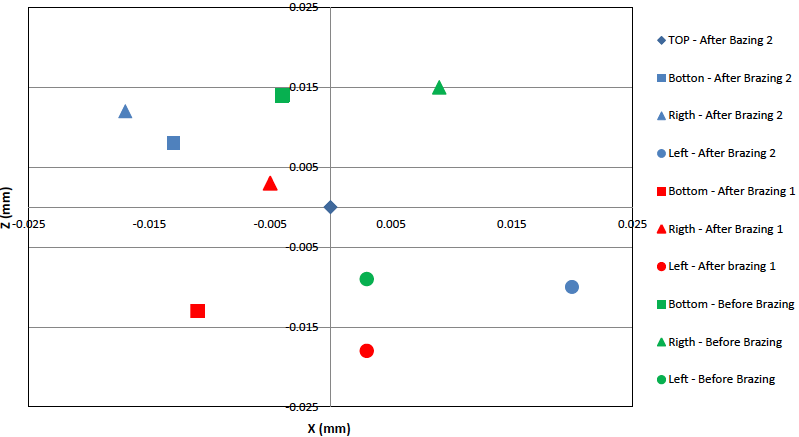 0.025
0.015
0.005
-0.025
-0.015
-0.005
0.005
0.015
0.025
-0.005
-0.015
-0.025
Z (mm)
X (mm)
TOP - After Bazing 2
Botton - After Brazing 2
Rigth - After Brazing 2
Left - After Brazing 2
Bottom - After Brazing 1
Rigth - After Brazing 1
Left - After brazing 1
Bottom - Before Brazing
Rigth - Before Brazing
Left - Before Brazing